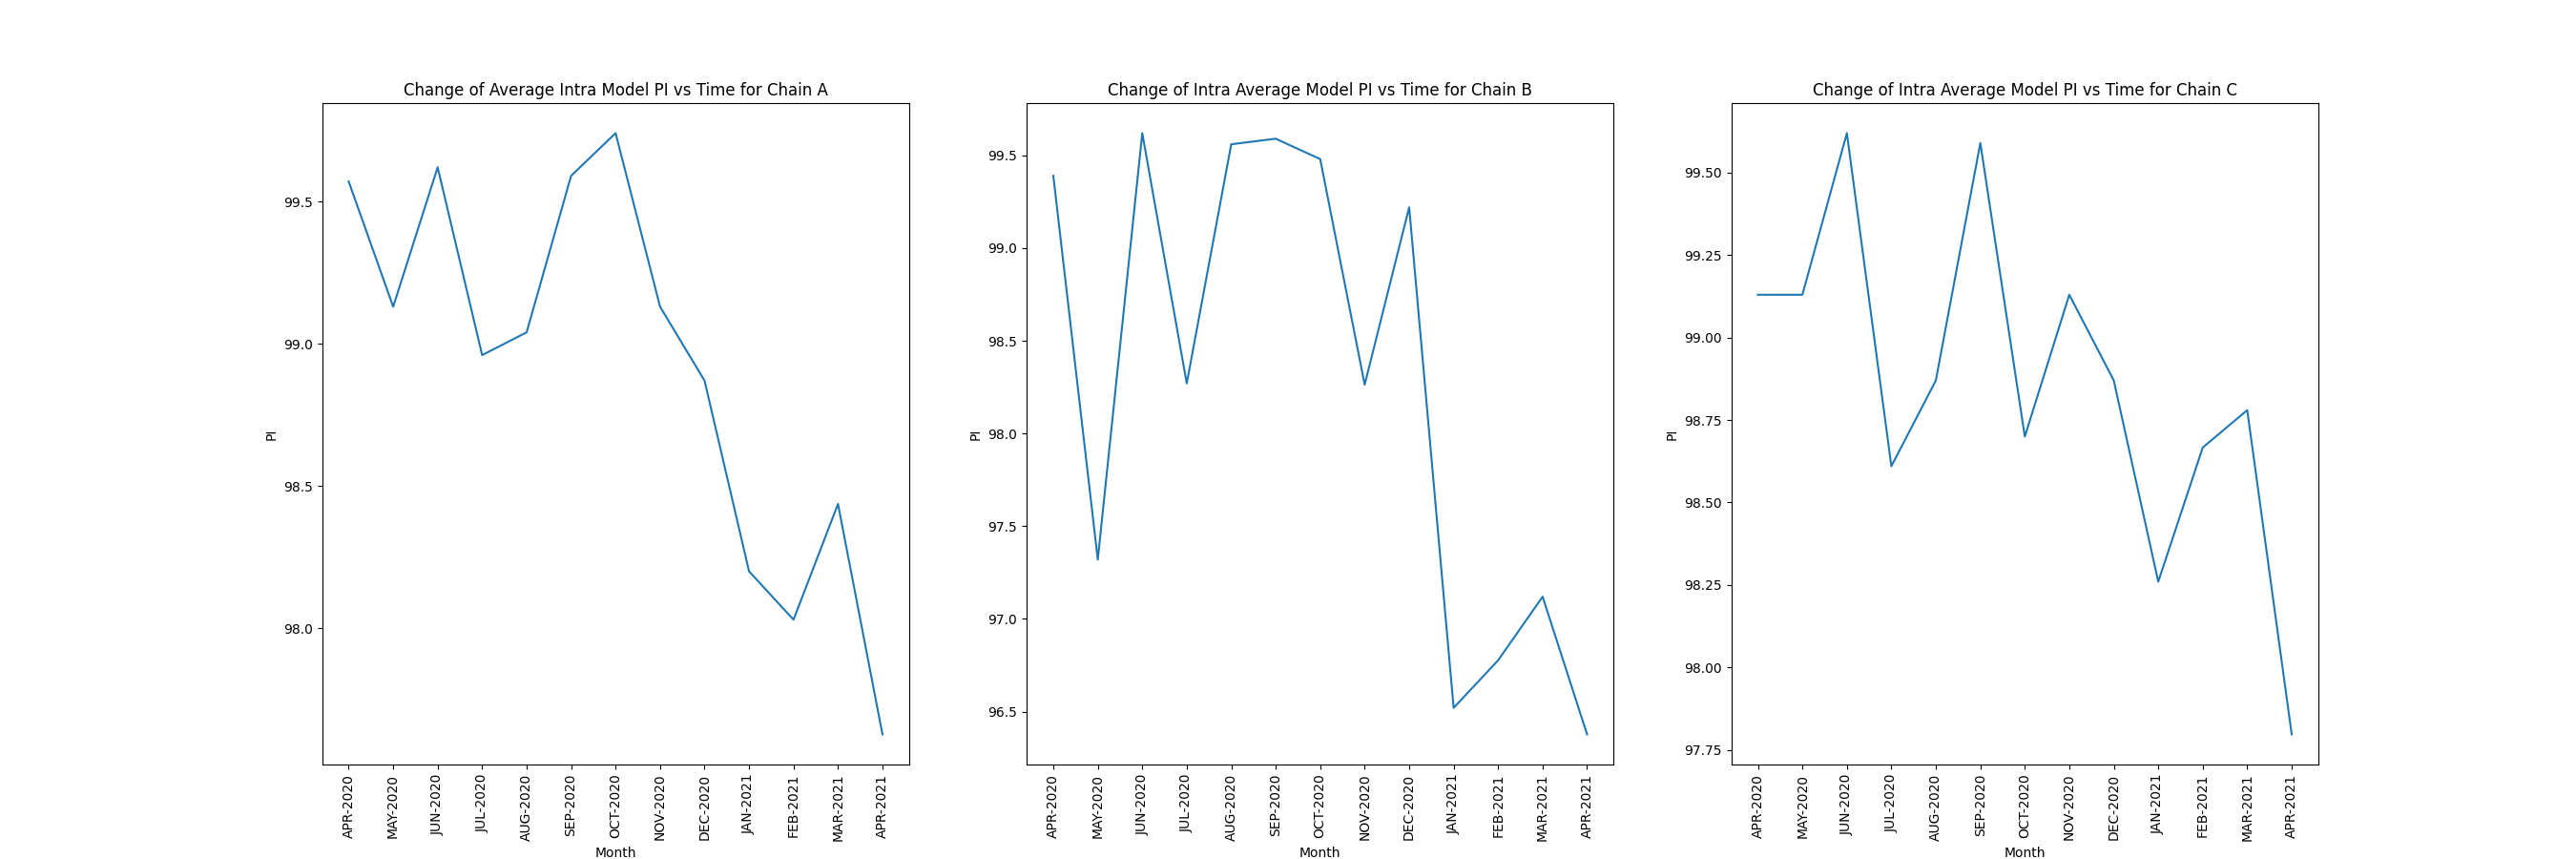 Change of Average Intra Model PI vs Time for Chain A
99.5
99.0
98.5
98.0
PI
APR-2020
MAY-2020
JUN-2020
JUL-2020
AUG-2020
SEP-2020
OCT-2020
NOV-2020
DEC-2020
JAN-2021
FEB-2021
MAR-2021
APR-2021
Month
Change of Intra Average Model PI vs Time for Chain B
99.5
99.0
98.5
98.0
97.5
97.0
96.5
PI
APR-2020
MAY-2020
JUN-2020
JUL-2020
AUG-2020
SEP-2020
OCT-2020
NOV-2020
DEC-2020
JAN-2021
FEB-2021
MAR-2021
APR-2021
Month
Change of Intra Average Model PI vs Time for Chain C
99.50
99.25
99.00
98.75
98.50
98.25
98.00
97.75
PI
APR-2020
MAY-2020
JUN-2020
JUL-2020
AUG-2020
SEP-2020
OCT-2020
NOV-2020
DEC-2020
JAN-2021
FEB-2021
MAR-2021
APR-2021
Month